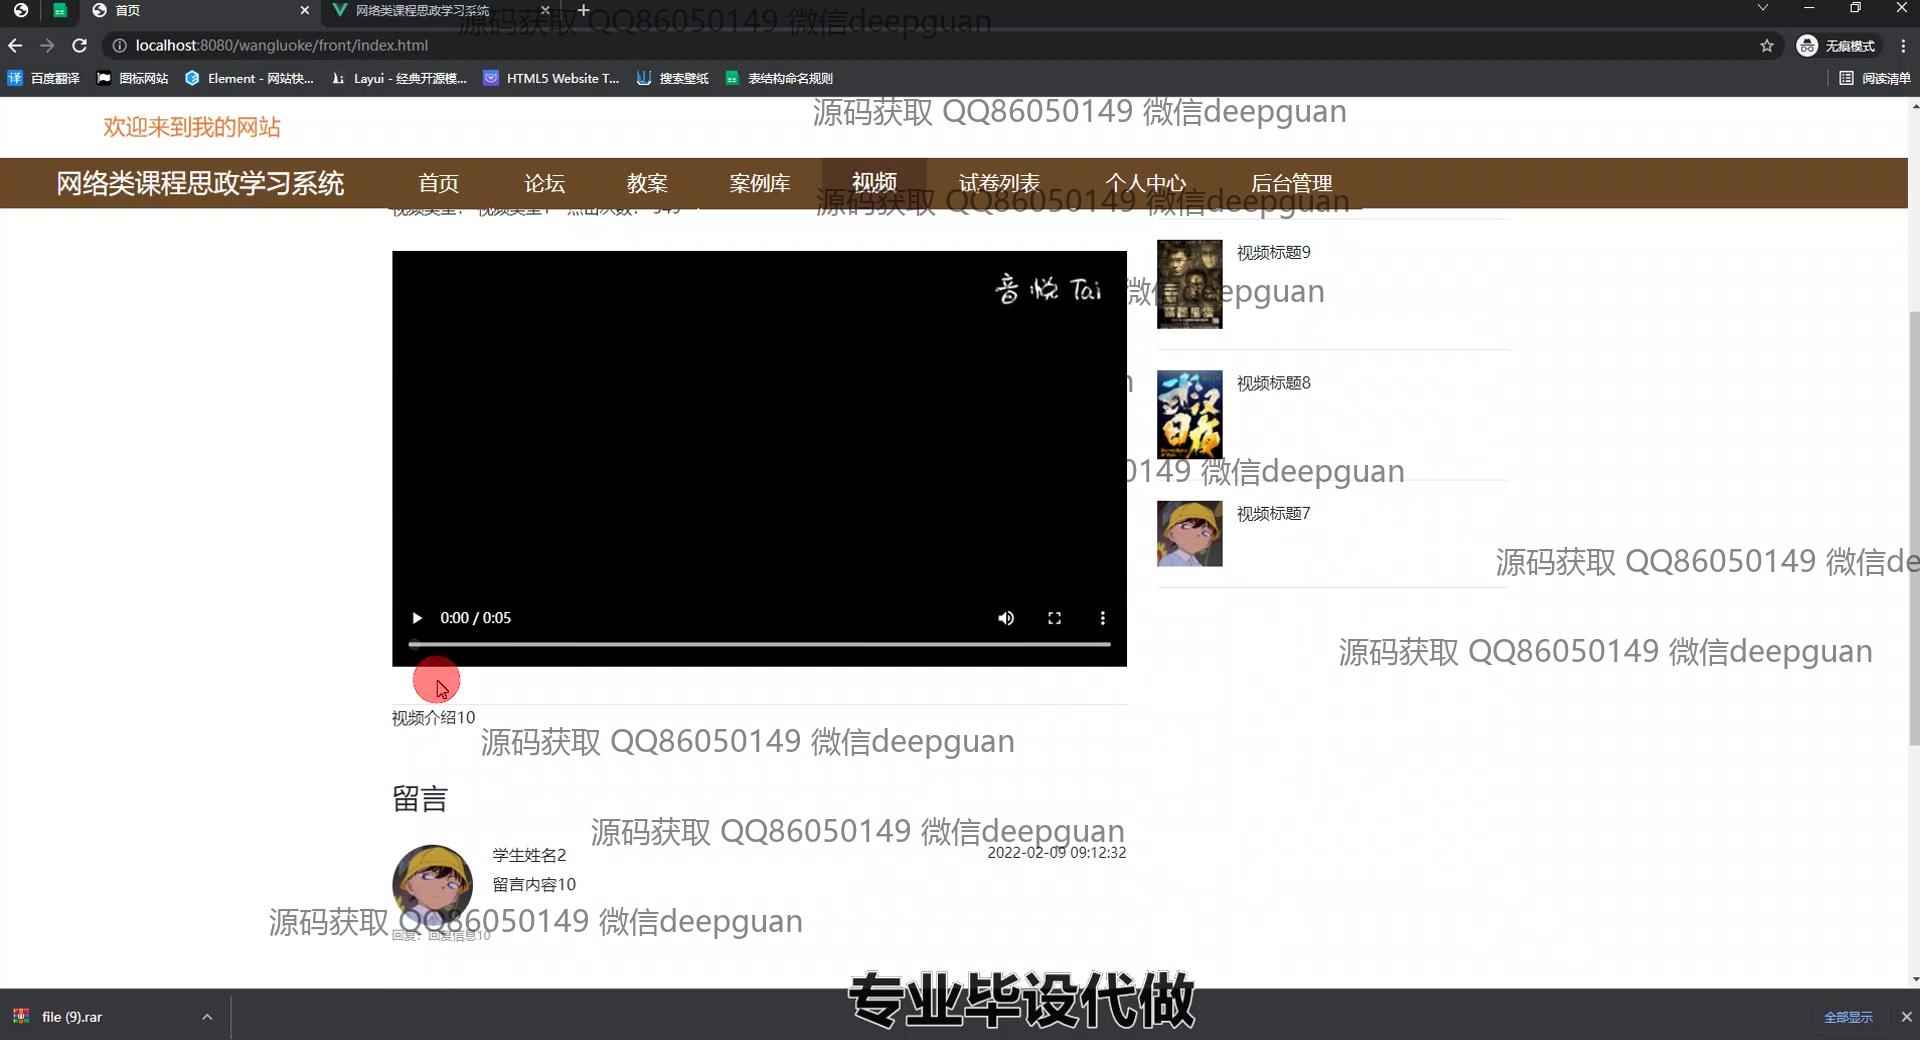 首页
网络类课程思政学习系统
源码获取 QQ86050149 微信deepguan
localhost:8080/wangluoke/front/index.html
无痕模式
百度翻译
图标网站
Element - 网站快...
Layui - 经典开源模...
HTML5 Website T...
搜索壁纸
表结构命名规则
阅读清单
源码获取 QQ86050149 微信deepguan
欢迎来到我的网站
网络类课程思政学习系统
首页
论坛
教案
案例库
视频
试卷列表
个人中心
后台管理
源码获取 QQ86050149 微信deepguan
音悦Tai
视频标题9
微信deepguan
视频标题8
0149 微信deepguan
视频标题7
源码获取 QQ86050149 微信de
0:00 / 0:05
源码获取 QQ86050149 微信deepguan
视频介绍10
源码获取 QQ86050149 微信deepguan
留言
源码获取 QQ86050149 微信deepguan
学生姓名2
2022-02-09 09:12:32
留言内容10
源码获取 QQ86050149 微信deepguan
回复：回复信息10
专业毕设代做
file (9).rar
全部显示